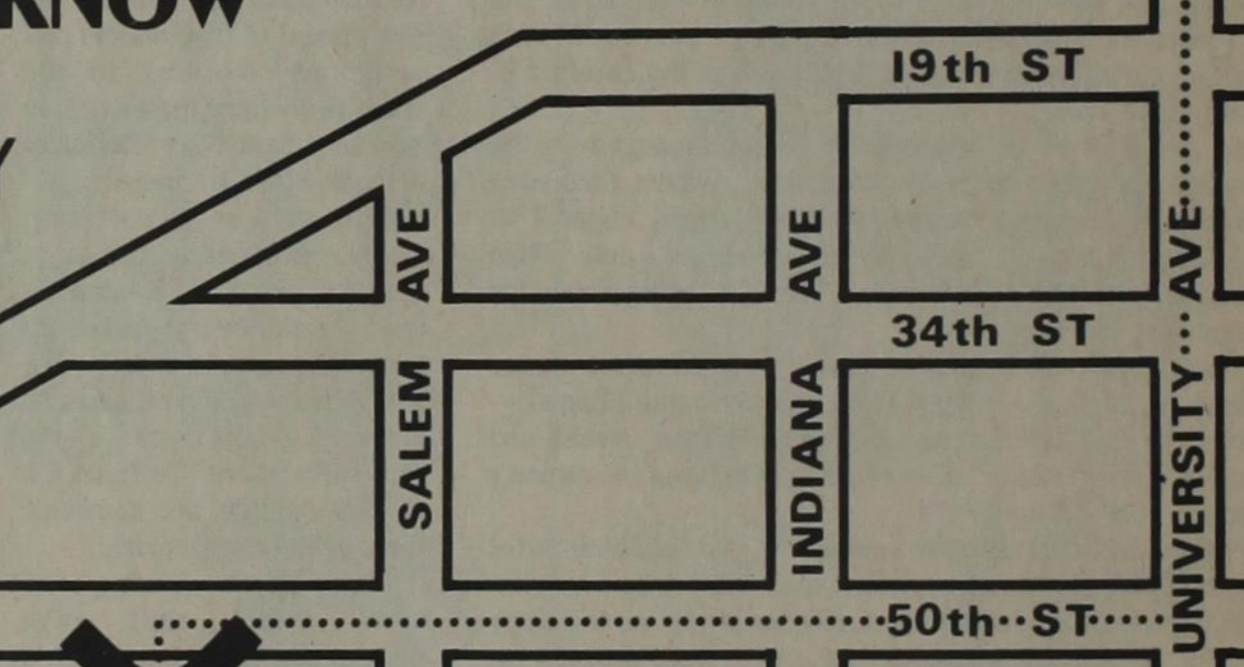 KNOW
19th ST
SALEM AVE
INDIANA AVE
UNIVERSITY AVE
34th ST
50th ST